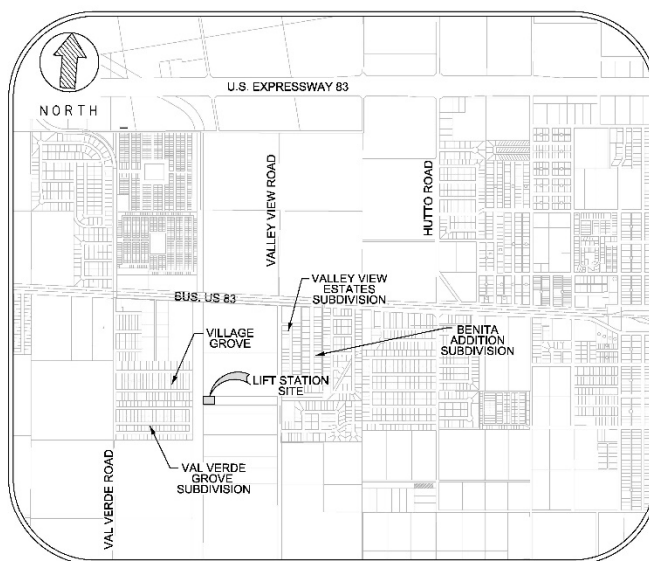 NORTH
U.S. EXPRESSWAY 83
VALLEY VIEW ROAD
HUTTO ROAD
BUS. US 83
VALLEY VIEW
ESTATES
SUBDIVISION
VILLAGE
GROVE
BENITA
ADDITION
SUBDIVISION
LIFT STATION
SITE
VAL VERDE
GROVE
SUBDIVISION
VAL VERDE ROAD